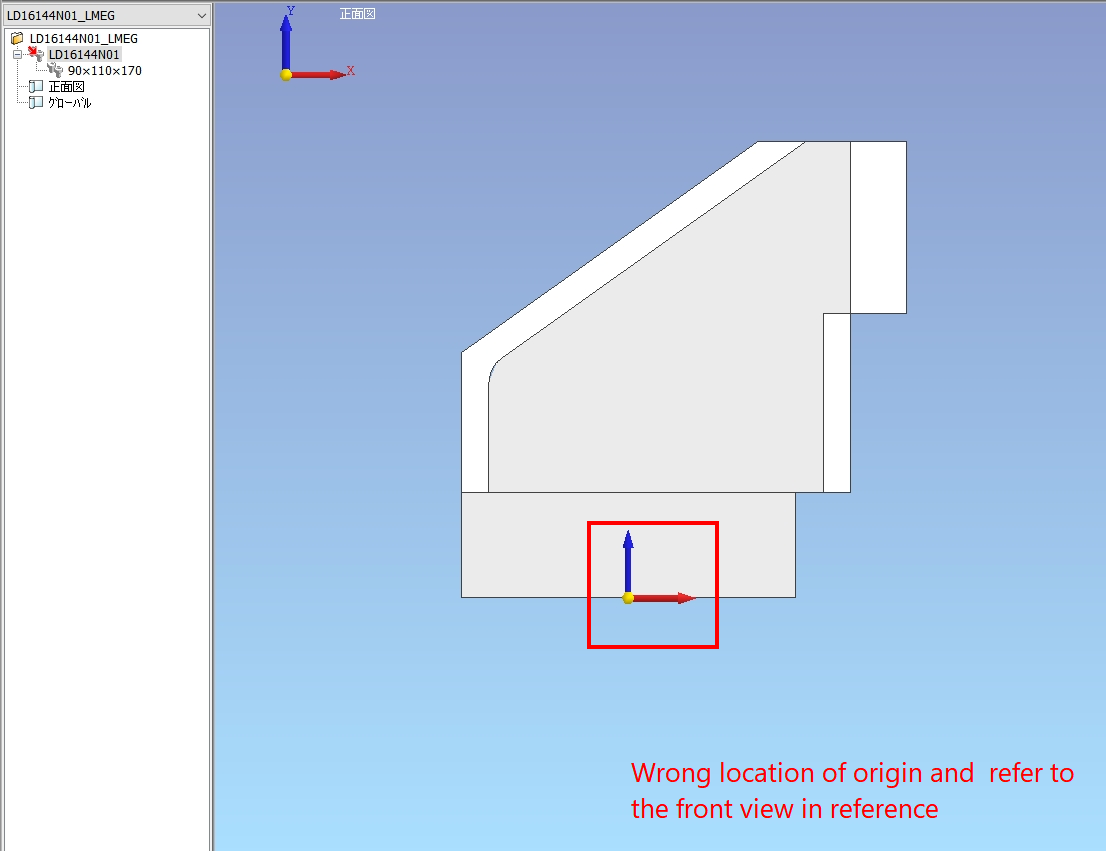 LD16144N01_LMEG
LD16144N01_LMEG
LD16144N01
90×110×170
正面図
ｸﾞﾛｰﾊﾞﾙ
Y
正面図
X
Wrong location of origin and  refer to
the front view in reference